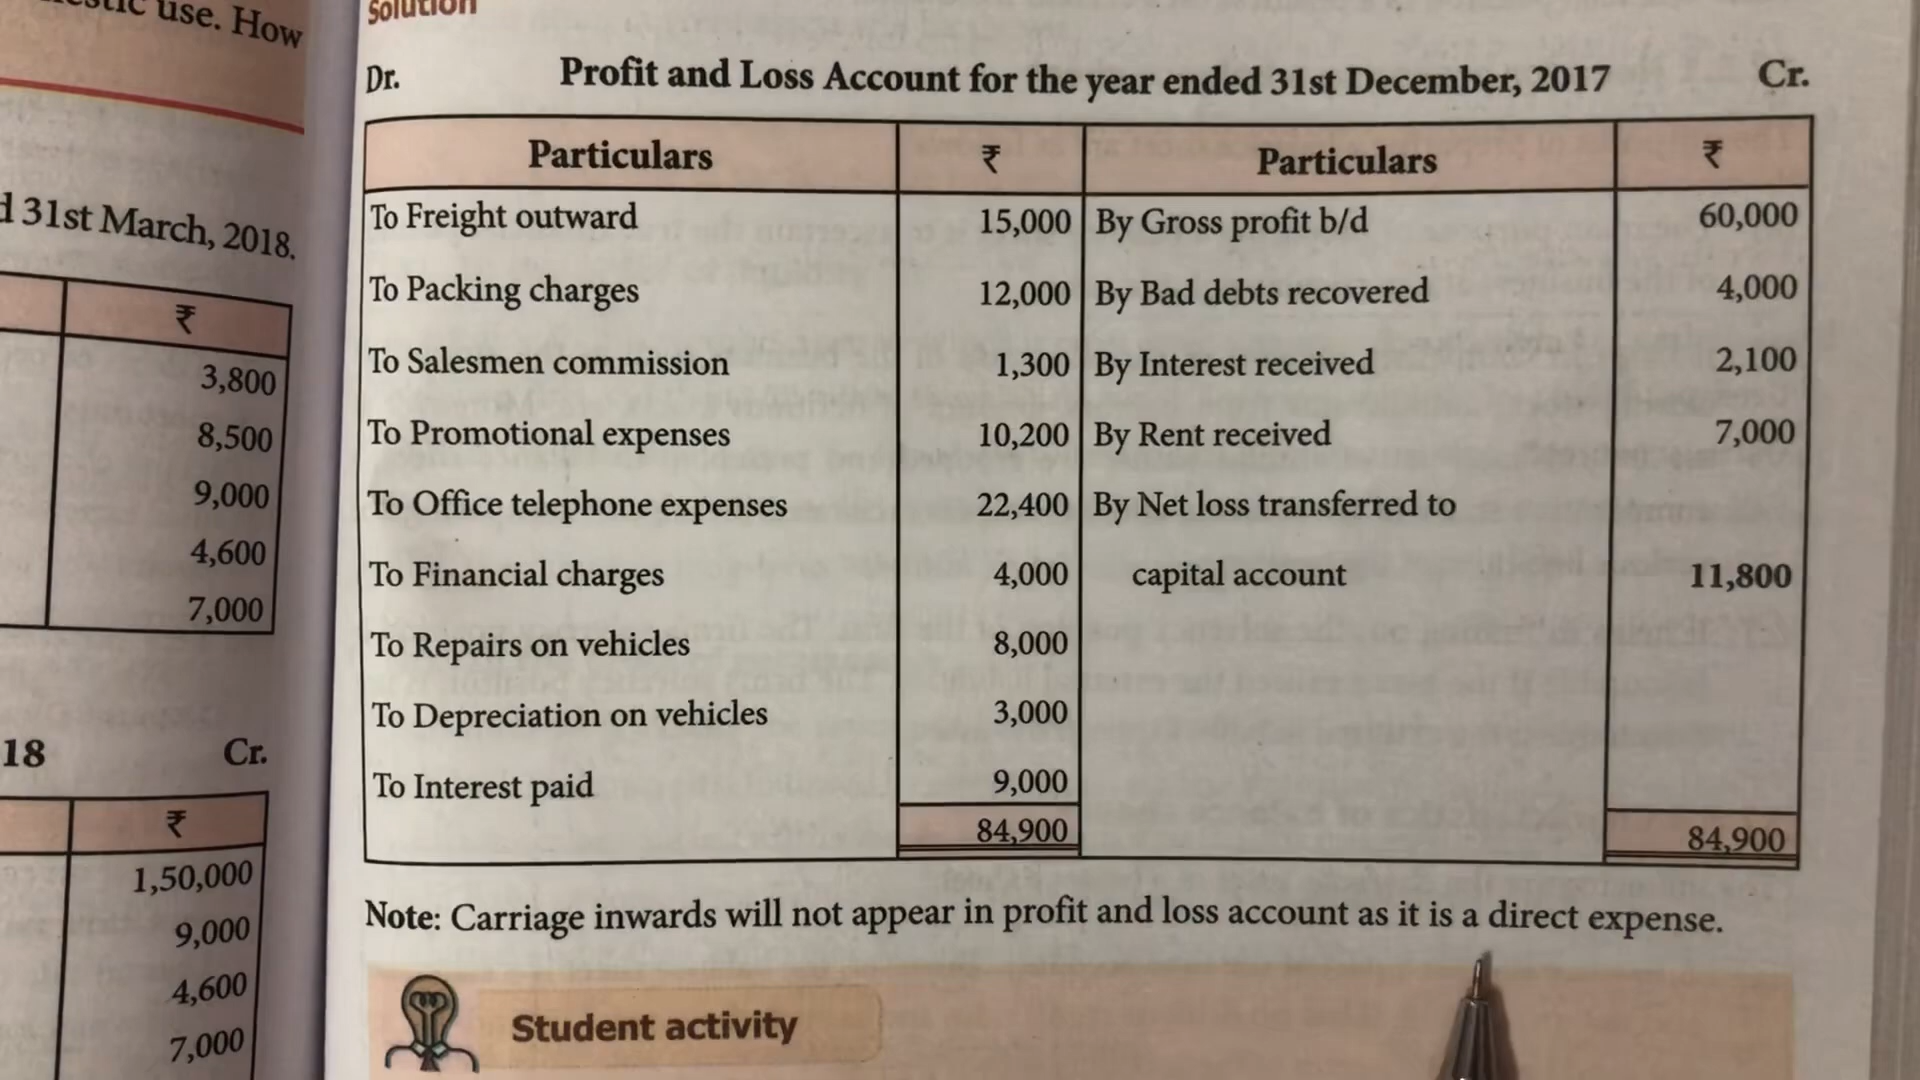 use. How
31st March, 2018.
₹
3,800
8,500
9,000
4,600
7,000
18 Cr.
₹
1,50,000
9,000
4,600
7,000
Solution
Dr. Profit and Loss Account for the year ended 31st December, 2017 Cr.
Particulars ₹ Particulars ₹
To Freight outward 15,000 By Gross profit b/d 60,000
To Packing charges 12,000 By Bad debts recovered 4,000
To Salesmen commission 1,300 By Interest received 2,100
To Promotional expenses 10,200 By Rent received 7,000
To Office telephone expenses 22,400 By Net loss transferred to
To Financial charges 4,000 capital account 11,800
To Repairs on vehicles 8,000
To Depreciation on vehicles 3,000
To Interest paid 9,000
84,900 84,900
Note: Carriage inwards will not appear in profit and loss account as it is a direct expense.
Student activity